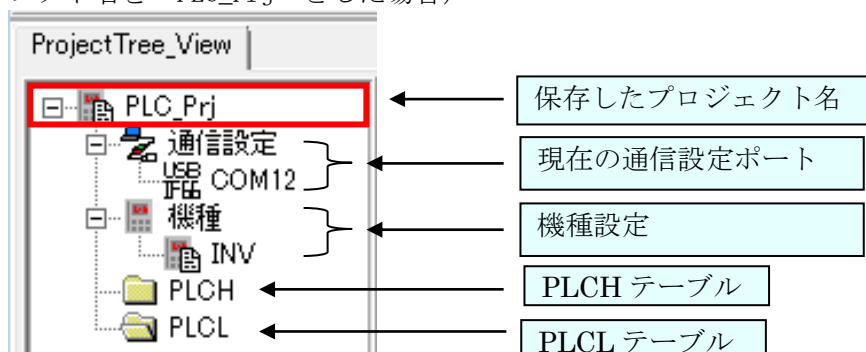 ProjectTree_View
PLC_Prj
保存したプロジェクト名
通信設定
USB
COM12
現在の通信設定ポート
機種
機種設定
INV
PLCH
PLCH テーブル
PLCL
PLCL テーブル